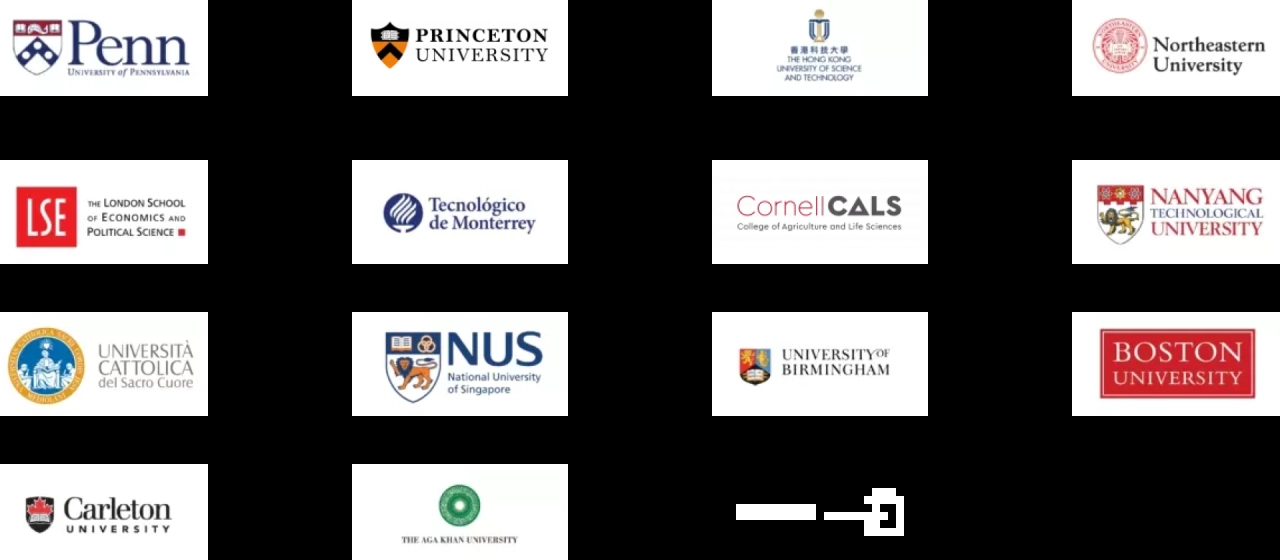 Penn
UNIVERSITY of PENNSYLVANIA
PRINCETON
UNIVERSITY
香港科技大學
THE HONG KONG
UNIVERSITY OF SCIENCE
AND TECHNOLOGY
Northeastern
University
LSE
THE LONDON SCHOOL
OF ECONOMICS AND
POLITICAL SCIENCE
Tecnológico
de Monterrey
CornellCALS
College of Agriculture and Life Sciences
NANYANG
TECHNOLOGICAL
UNIVERSITY
UNIVERSITÀ
CATTOLICA
del Sacro Cuore
NUS
National University
of Singapore
UNIVERSITY OF
BIRMINGHAM
BOSTON
UNIVERSITY
Carleton
UNIVERSITY
THE AGA KHAN UNIVERSITY